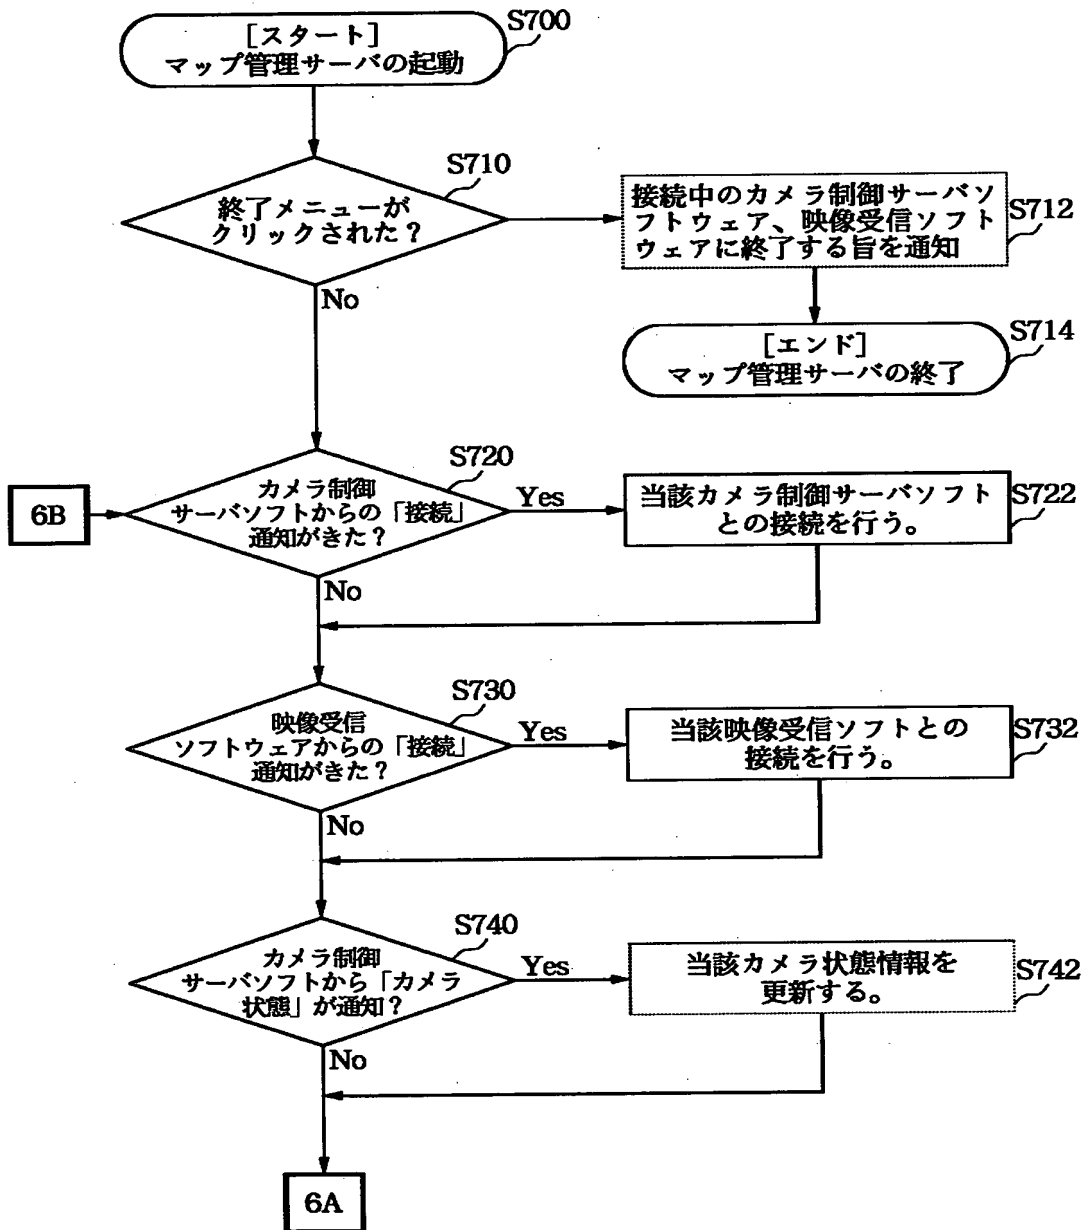 S700
[スタート]
マップ管理サーバの起動
S710
終了メニューが
クリックされた?
No
接続中のカメラ制御サーバソ
フトウェア、映像受信ソフト
ウェアに終了する旨を通知
S712
[エンド]
マップ管理サーバの終了
S714
6B
S720
カメラ制御
サーバソフトからの「接続」
通知がきた?
Yes
No
当該カメラ制御サーバソフト
との接続を行う。
S722
S730
映像受信
ソフトウェアからの「接続」
通知がきた?
Yes
No
当該映像受信ソフトとの
接続を行う。
S732
S740
カメラ制御
サーバソフトから「カメラ
状態」が通知?
Yes
No
当該カメラ状態情報を
更新する。
S742
6A